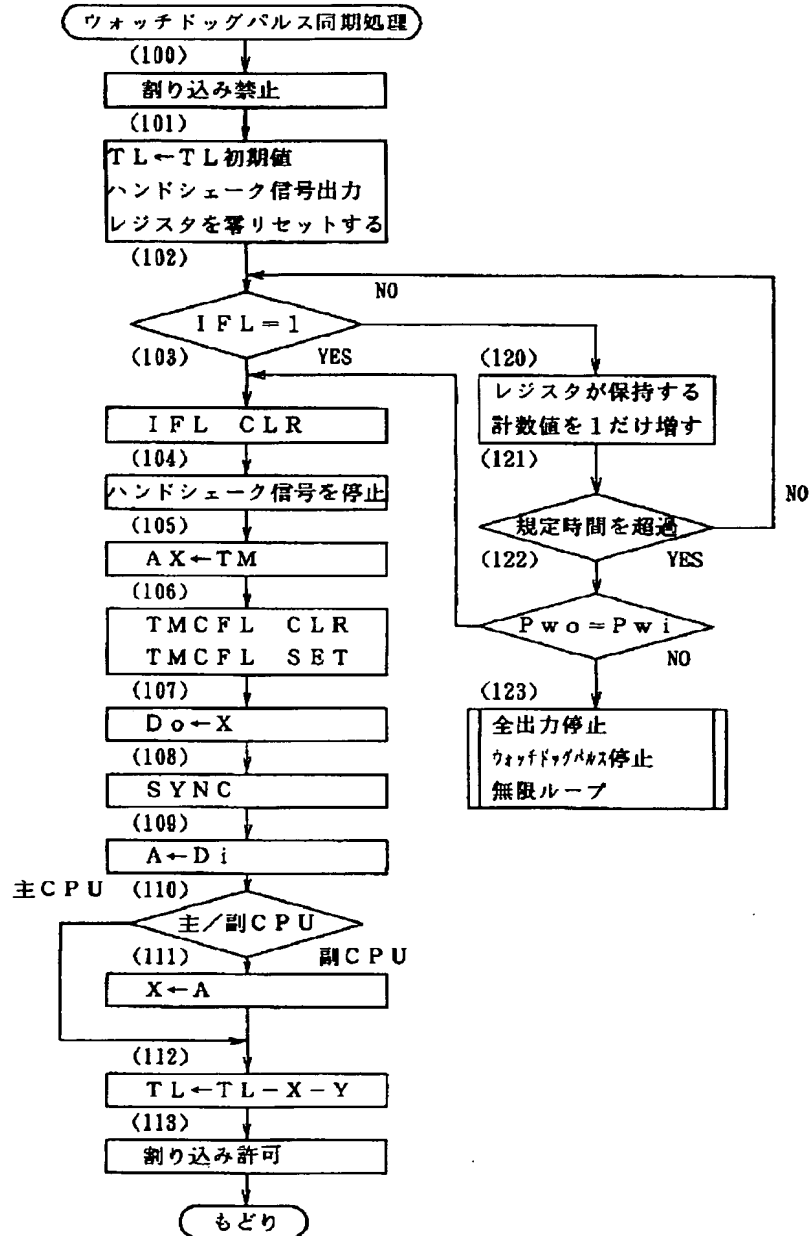 ウォッチドッグパルス同期処理
(100)
割り込み禁止
(101)
TL←TL初期値
ハンドシェーク信号出力
レジスタを零リセットする
(102)
NO
IFL=1
(103)
YES
IFL CLR
(104)
ハンドシェーク信号を停止
(105)
AX←TM
(106)
TMCFL CLR
TMCFL SET
(107)
Do←X
(108)
SYNC
(109)
A←Di
主CPU
(110)
主/副CPU
(111)
副CPU
X←A
(112)
TL←TL-X-Y
(113)
割り込み許可
もどり
(120)
レジスタが保持する
計数値を1だけ増す
(121)
NO
規定時間を超過
(122)
YES
Pwo=Pwi
NO
(123)
全出力停止
ウォッチドッグパルス停止
無限ループ